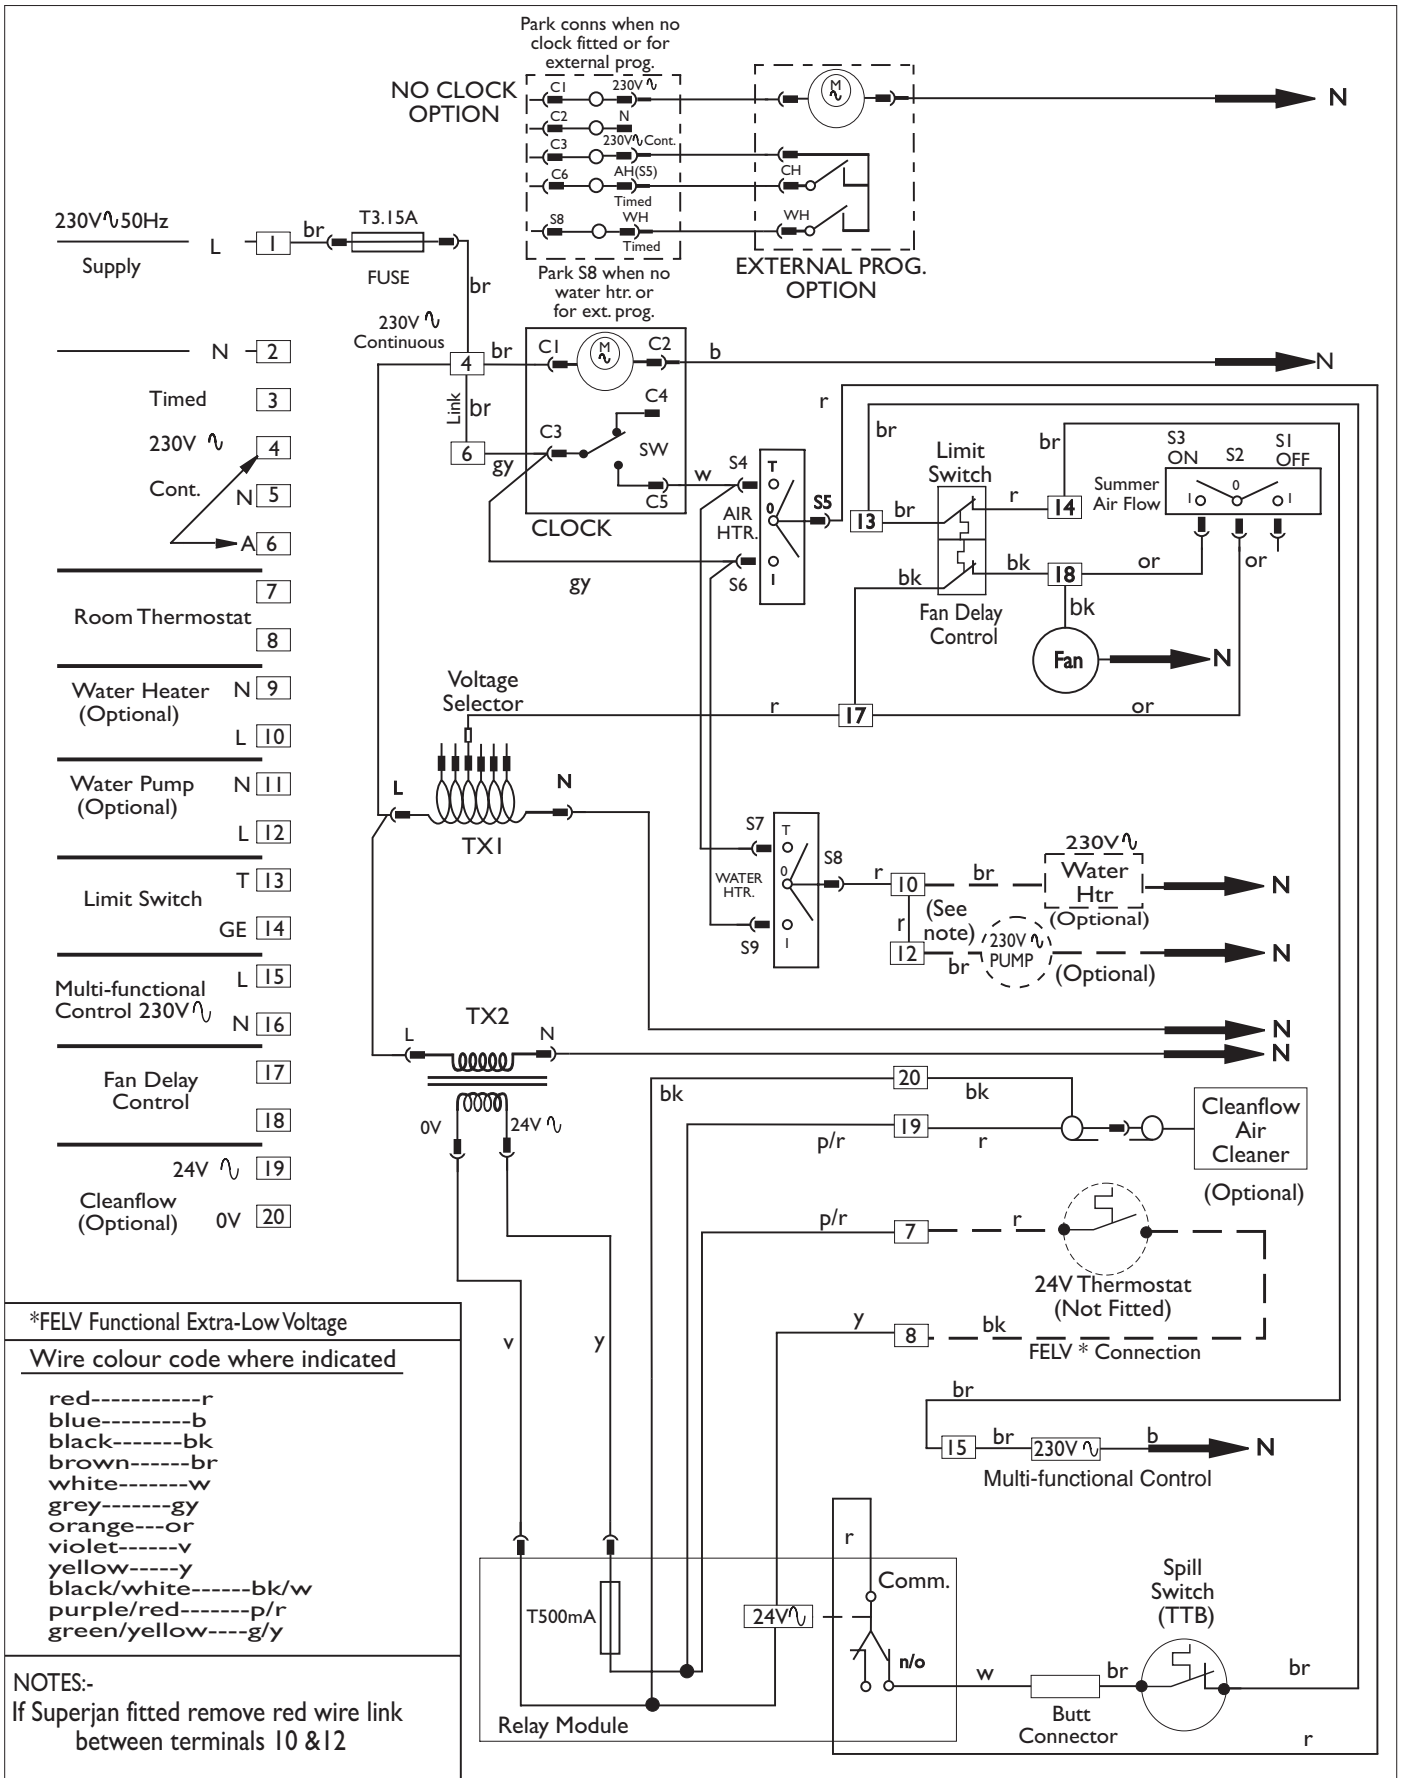 Park conns when no
clock fitted or for
external prog.
NO CLOCK
OPTION
C1 230V
C2 N
C3 230V Cont.
C6 AH(S5)
Timed
S8 WH
Timed
M
N
CH
WH
EXTERNAL PROG.
OPTION
Park S8 when no
water htr. or
for ext. prog.
230V 50Hz
Supply
L 1
br
T3.15A
FUSE
br
230V
Continuous
N 2
Timed 3
230V 4
Cont.
N 5
A 6
7
Room Thermostat
8
Water Heater
(Optional)
N 9
L 10
Water Pump
(Optional)
N 11
L 12
Limit Switch
T 13
GE 14
Multi-functional
Control 230V
L 15
N 16
Fan Delay
Control
17
18
24V 19
Cleanflow
(Optional)
0V 20
4 br C1 M C2 b N
Link br
6 gy C3 SW C4
C5 w
CLOCK
gy
S4 T
AIR
HTR.
0 S5
S6 I
r
br
13 br
Limit
Switch
r 14
br
S3
ON
S2
S1
OFF
Summer
Air Flow
I 0 I
bk bk 18 or or
Fan Delay
Control
bk
Fan N
Voltage
Selector
r 17 or
L N
TX1
S7 T
WATER
HTR.
0 S8
S9 I
r 10 br
230V
Water
Htr
(Optional)
N
(See
note)
r
12 br
230V
PUMP
(Optional)
N
N
TX2
L N N
0V 24V
bk 20 bk
p/r 19 r
Cleanflow
Air
Cleaner
(Optional)
p/r 7 r
24V Thermostat
(Not Fitted)
y 8 bk
FELV * Connection
v y
br
15 br 230V b N
Multi-functional Control
r
Comm.
T500mA
24V
n/o
w
Butt
Connector
br
Spill
Switch
(TTB)
br
r
Relay Module
*FELV Functional Extra-Low Voltage
Wire colour code where indicated
red-----------r
blue---------b
black-------bk
brown------br
white-------w
grey--------gy
orange---or
violet------v
yellow-----y
black/white------bk/w
purple/red-------p/r
green/yellow----g/y
NOTES:-
If Superjan fitted remove red wire link
between terminals 10 &12